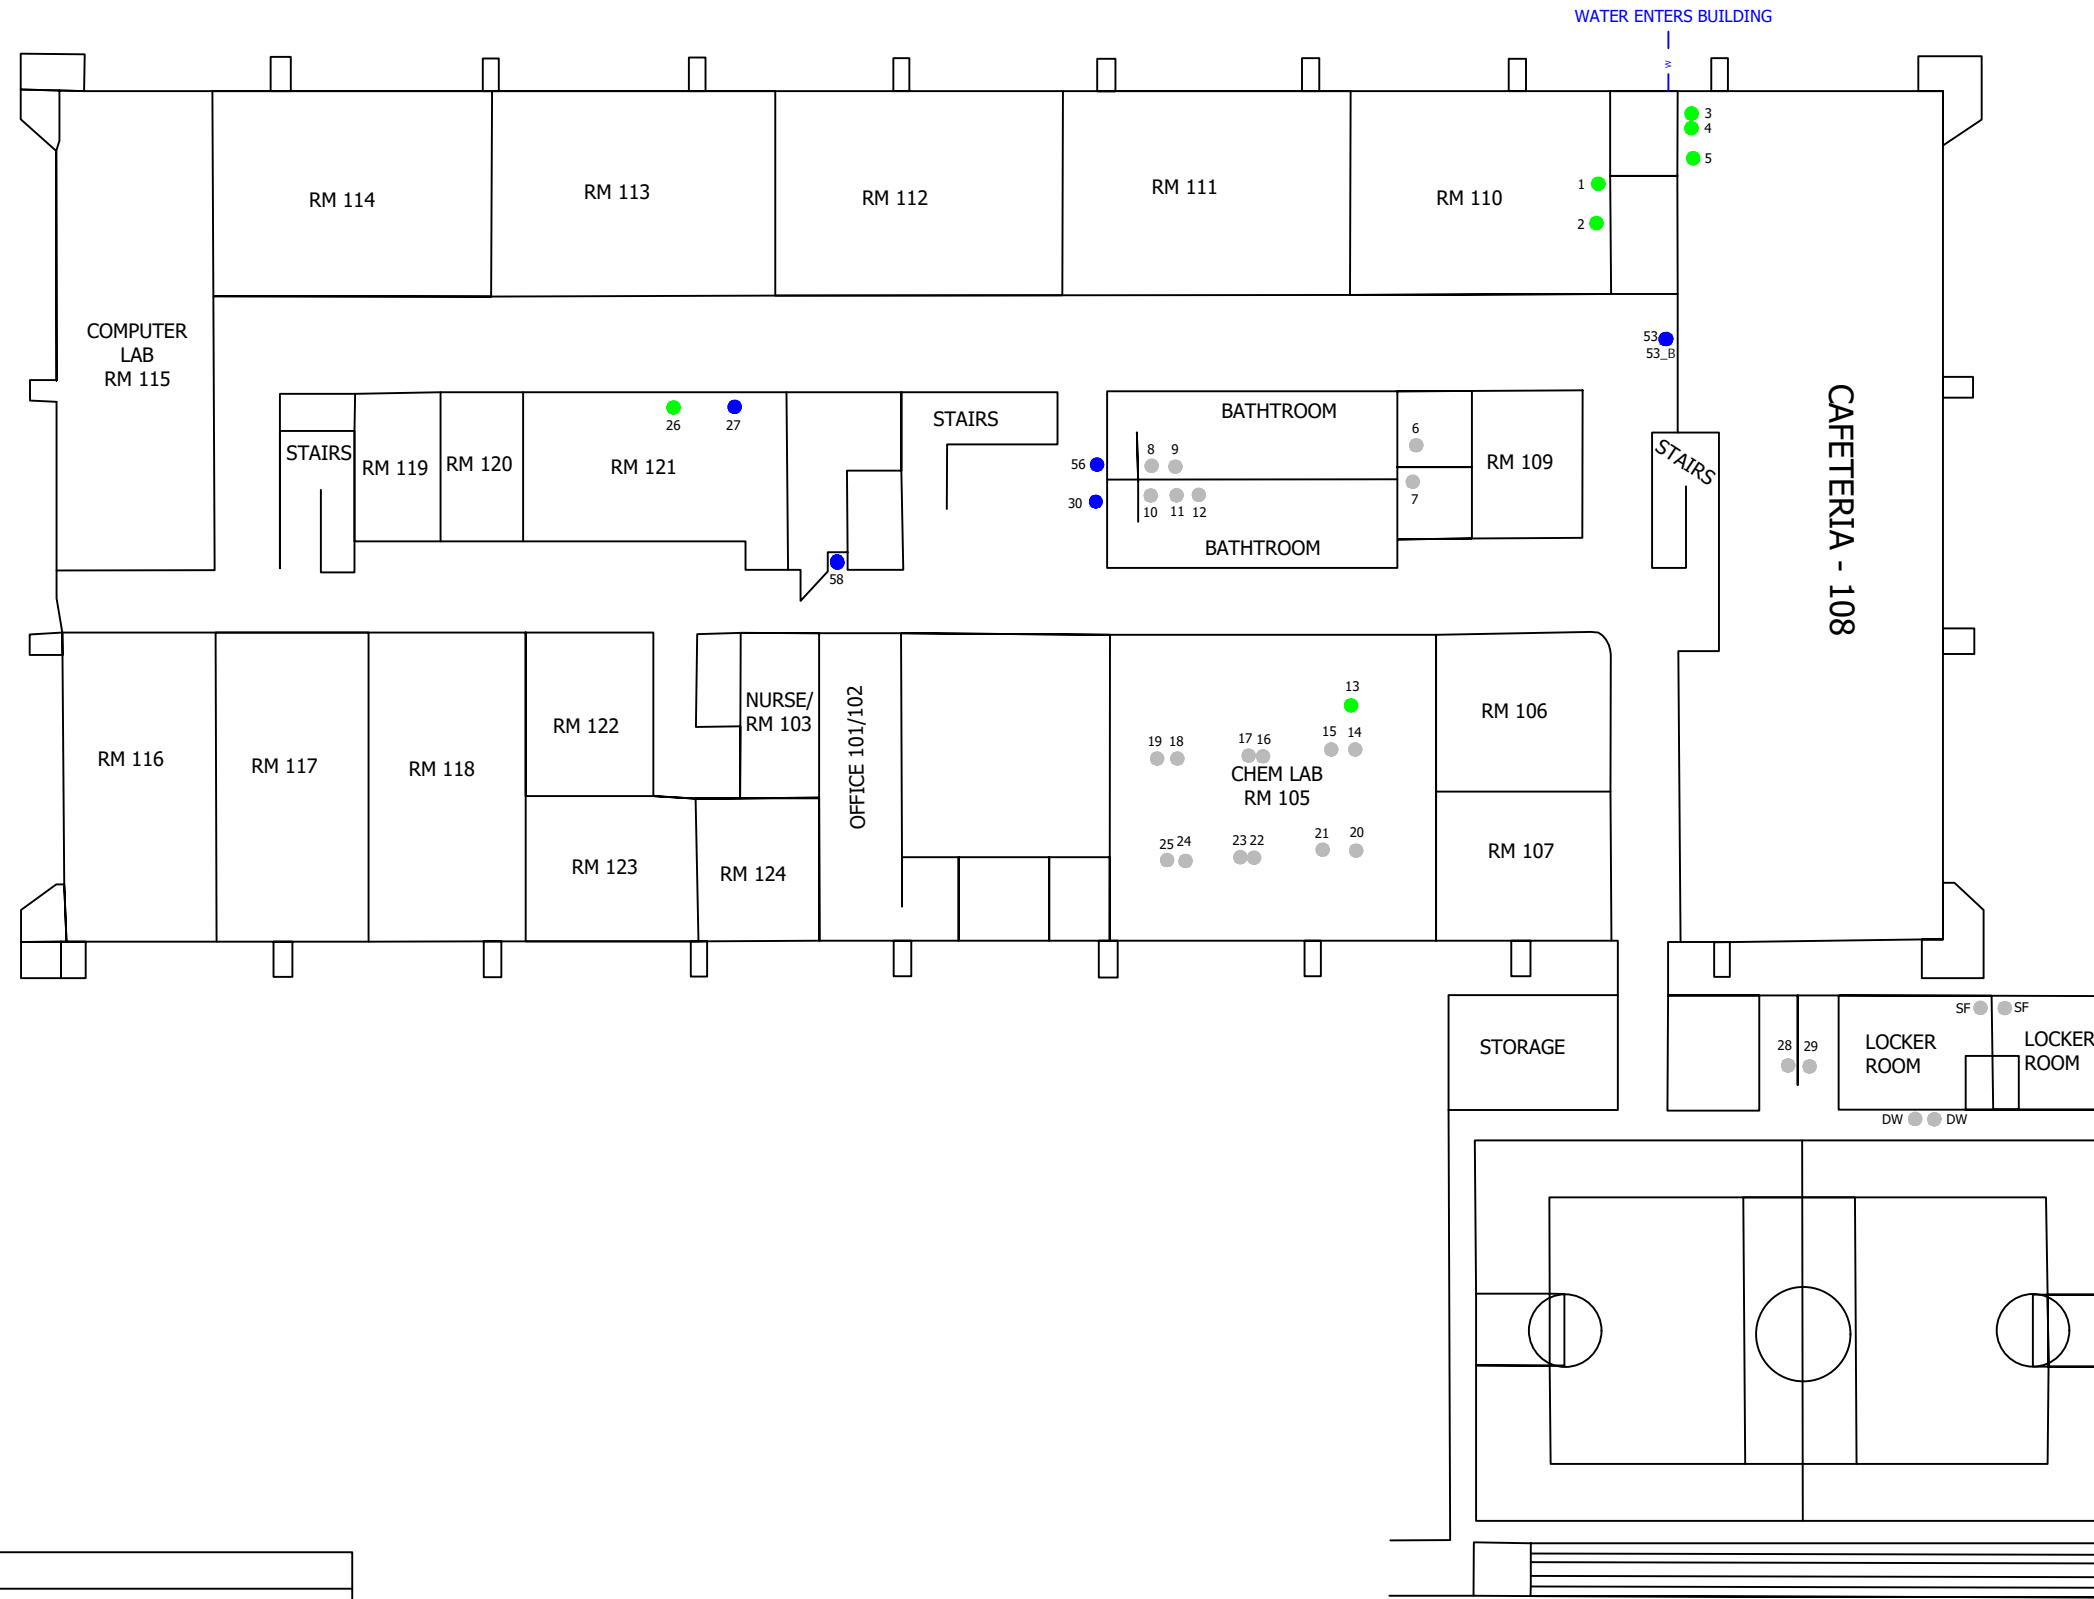 WATER ENTERS BUILDING
W
3
4
5
1
2
RM 114
RM 113
RM 112
RM 111
RM 110
COMPUTER
LAB
RM 115
53
53_B
CAFETERIA - 108
STAIRS
RM 119
RM 120
26
27
RM 121
STAIRS
BATHTROOM
56
30
8
9
10
11
12
BATHTROOM
6
7
RM 109
STAIRS
58
RM 116
RM 117
RM 118
RM 122
RM 123
NURSE/
RM 103
RM 124
OFFICE 101/102
13
19
18
17
16
15
14
CHEM LAB
RM 105
25
24
23
22
21
20
RM 106
RM 107
STORAGE
28
29
LOCKER
ROOM
SF
SF
LOCKER
ROOM
DW
DW